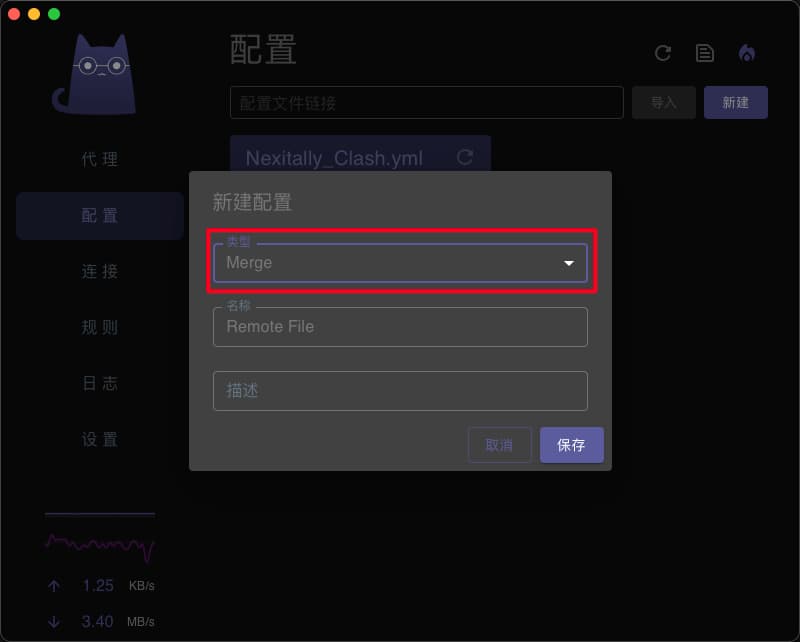 配置
配置文件链接
导入
新建
Nexitally_Clash.yml
代理
配置
连接
规则
日志
设置
新建配置
类型
Merge
名称
Remote File
描述
取消
保存
1.25 KB/s
3.40 MB/s